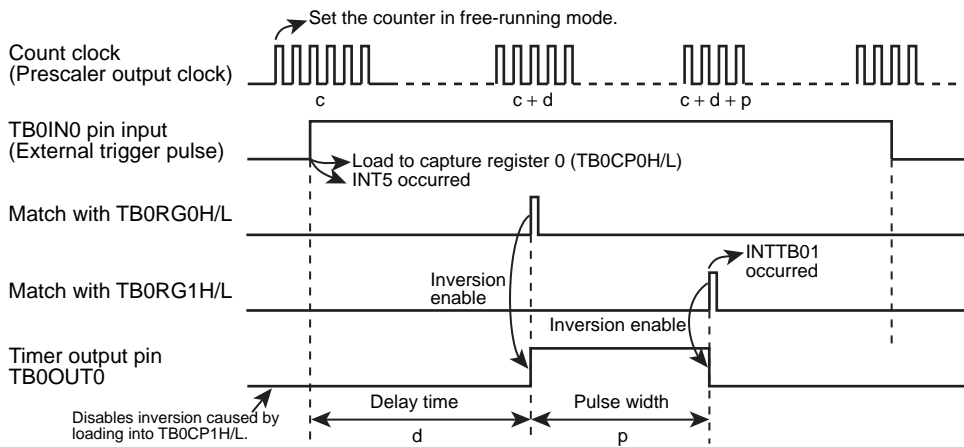 Set the counter in free-running mode.
Count clock
(Prescaler output clock)
c
c + d
c + d + p
TB0IN0 pin input
(External trigger pulse)
Load to capture register 0 (TB0CP0H/L)
INT5 occurred
Match with TB0RG0H/L
INTTB01
occurred
Inversion
enable
Match with TB0RG1H/L
Inversion enable
Timer output pin
TB0OUT0
Disables inversion caused by
loading into TB0CP1H/L.
Delay time
Pulse width
d
p